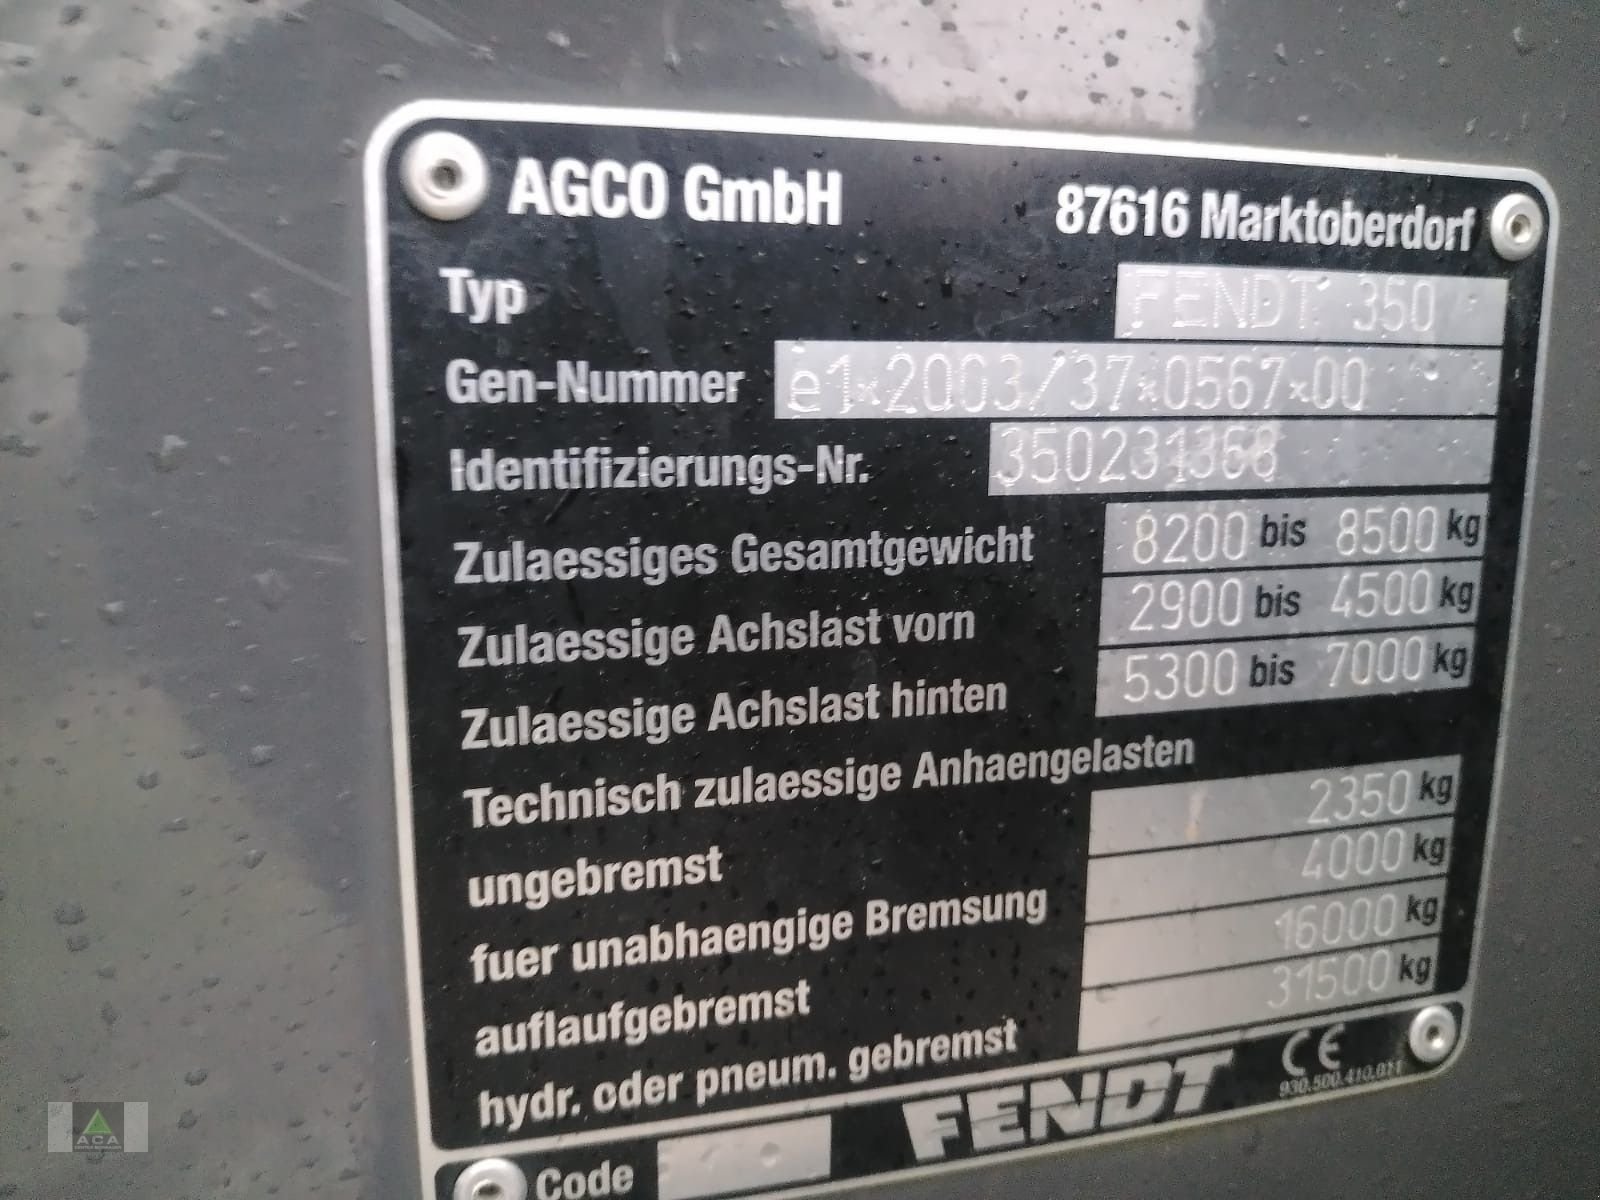 AGCO GmbH 87616 Marktoberdorf
Typ FENDT 350
Gen-Nummer e1*2003/37*0567*00
Identifizierungs-Nr. 350231368
Zulaessiges Gesamtgewicht 8200 bis 8500 kg
Zulaessige Achslast vorn 2900 bis 4500 kg
Zulaessige Achslast hinten 5300 bis 7000 kg
Technisch zulaessige Anhaengelasten
ungebremst 2350 kg
fuer unabhaengige Bremsung 4000 kg
auflaufgebremst 16000 kg
hydr. oder pneum. gebremst 31500 kg
FENDT CE
930.500.410.011
Code
ACA